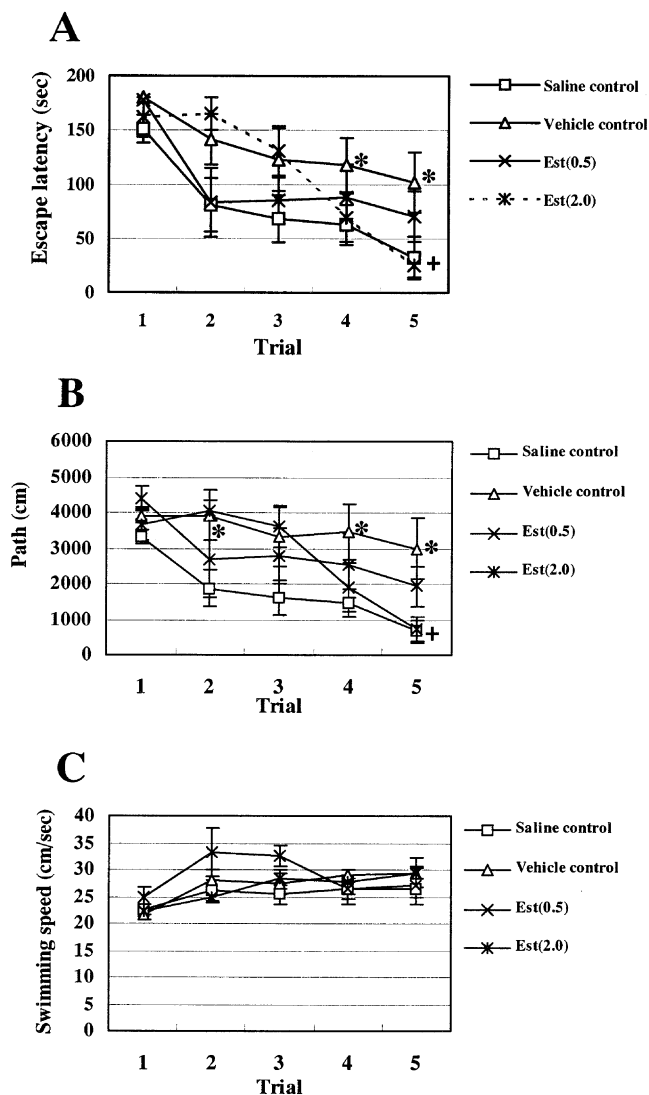 A
Escape latency (sec)
200
150
100
50
0
*
*
+
1 2 3 4 5
Trial
Saline control
Vehicle control
Est(0.5)
Est(2.0)
B
Path (cm)
6000
5000
4000
3000
2000
1000
0
*
*
*
+
1 2 3 4 5
Trial
Saline control
Vehicle control
Est(0.5)
Est(2.0)
C
Swimming speed (cm/sec)
40
35
30
25
20
15
10
5
0
1 2 3 4 5
Trial
Saline control
Vehicle control
Est(0.5)
Est(2.0)